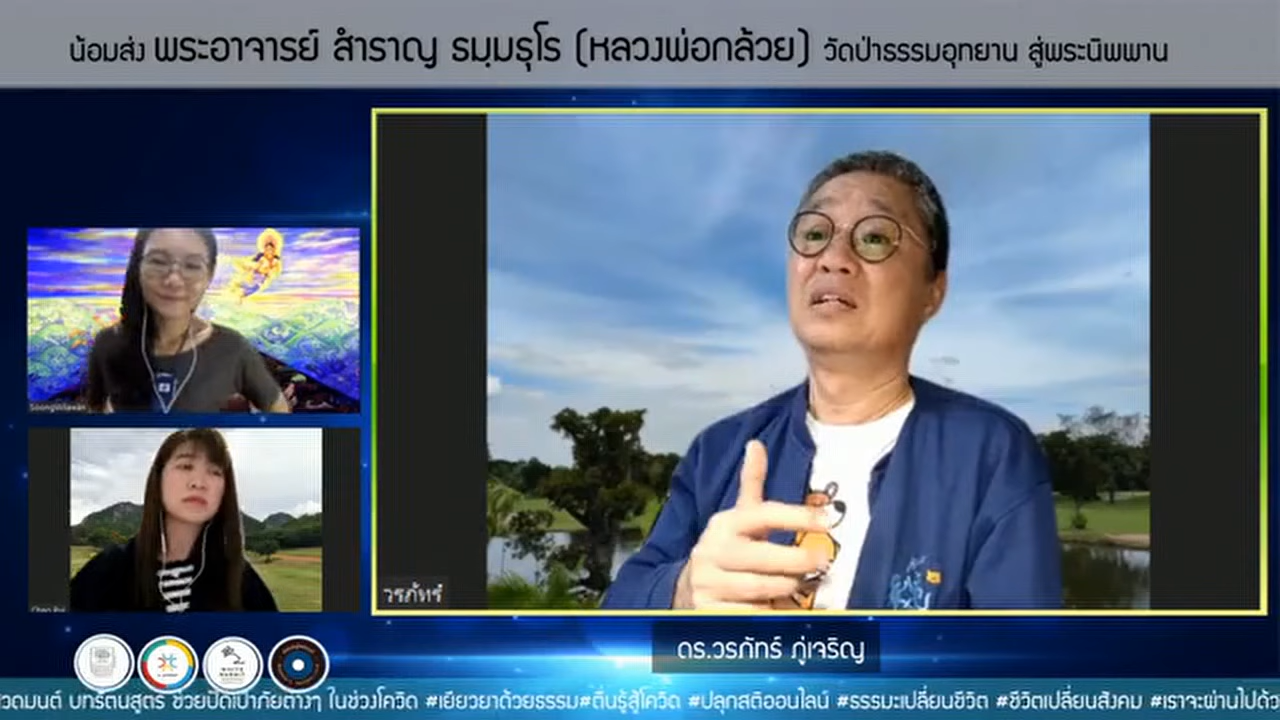 น้อมส่ง พระอาจารย์ สำราญ ธมฺมธุโร (หลวงพ่อกล้วย) วัดป่าธรรมอุทยาน สู่พระนิพพาน
SoongWilawan
วรภัทร์
ดร.วรภัทร์ ภู่เจริญ
WHITE RABBIT
วดมนต์ บทรัตนสูตร ช่วยปัดเป่าภัยต่างๆ ในช่วงโควิด #เยียวยาด้วยธรรม#ตื่นรู้สู้โควิด #ปลุกสติออนไลน์ #ธรรมะเปลี่ยนชีวิต #ชีวิตเปลี่ยนสังคม #เราจะผ่านไปด้ว